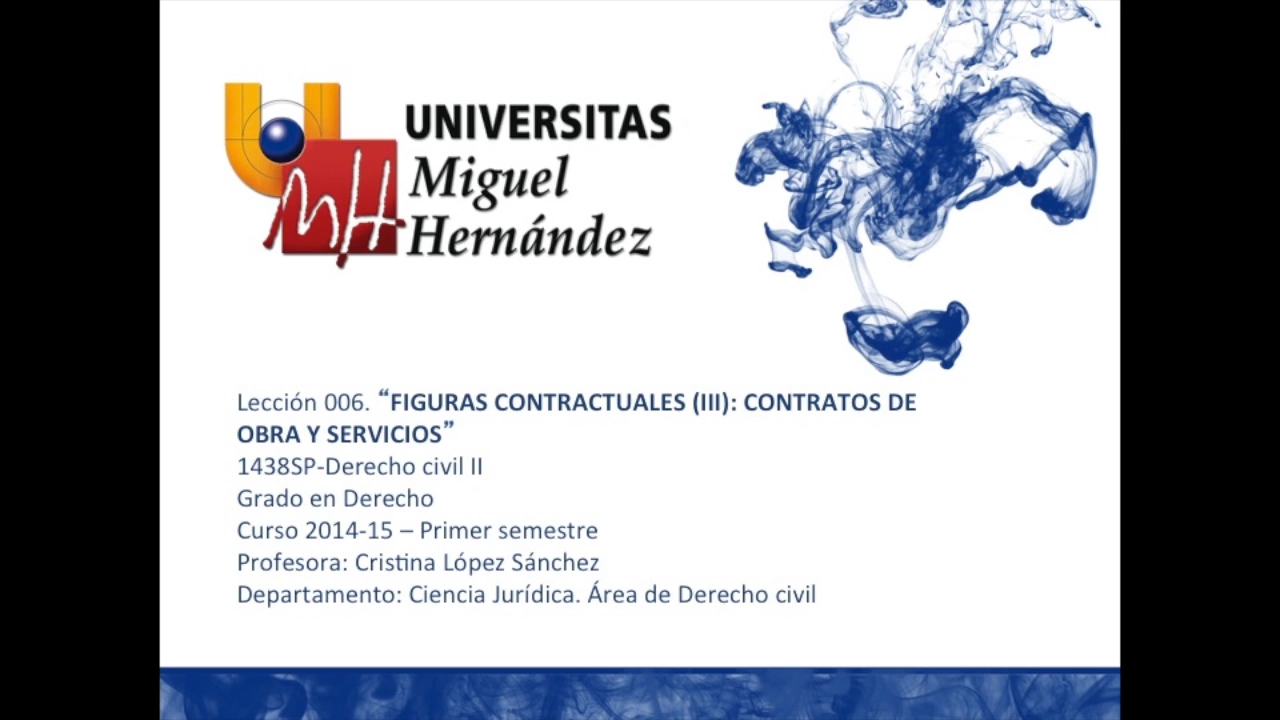 UNIVERSITAS
Miguel
Hernández
UMH
Lección 006. “FIGURAS CONTRACTUALES (III): CONTRATOS DE
OBRA Y SERVICIOS”
1438SP-Derecho civil II
Grado en Derecho
Curso 2014-15 – Primer semestre
Profesora: Cristina López Sánchez
Departamento: Ciencia Jurídica. Área de Derecho civil